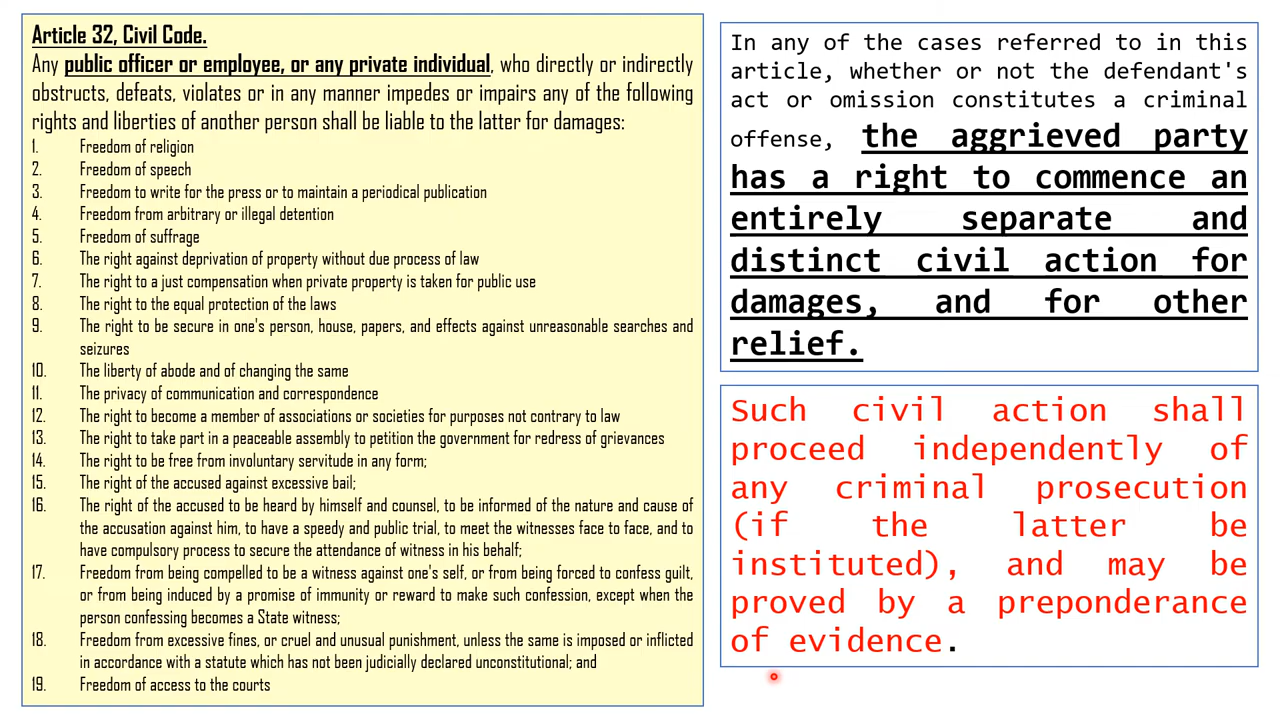 Article 32, Civil Code.
Any public officer or employee, or any private individual, who directly or indirectly
obstructs, defeats, violates or in any manner impedes or impairs any of the following
rights and liberties of another person shall be liable to the latter for damages:
1. Freedom of religion
2. Freedom of speech
3. Freedom to write for the press or to maintain a periodical publication
4. Freedom from arbitrary or illegal detention
5. Freedom of suffrage
6. The right against deprivation of property without due process of law
7. The right to a just compensation when private property is taken for public use
8. The right to the equal protection of the laws
9. The right to be secure in one's person, house, papers, and effects against unreasonable searches and
seizures
10. The liberty of abode and of changing the same
11. The privacy of communication and correspondence
12. The right to become a member of associations or societies for purposes not contrary to law
13. The right to take part in a peaceable assembly to petition the government for redress of grievances
14. The right to be free from involuntary servitude in any form;
15. The right of the accused against excessive bail;
16. The right of the accused to be heard by himself and counsel, to be informed of the nature and cause of
the accusation against him, to have a speedy and public trial, to meet the witnesses face to face, and to
have compulsory process to secure the attendance of witness in his behalf;
17. Freedom from being compelled to be a witness against one's self, or from being forced to confess guilt,
or from being induced by a promise of immunity or reward to make such confession, except when the
person confessing becomes a State witness;
18. Freedom from excessive fines, or cruel and unusual punishment, unless the same is imposed or inflicted
in accordance with a statute which has not been judicially declared unconstitutional; and
19. Freedom of access to the courts
In any of the cases referred to in this
article, whether or not the defendant's
act or omission constitutes a criminal
offense, the aggrieved party
has a right to commence an
entirely separate and
distinct civil action for
damages, and for other
relief.
Such civil action shall
proceed independently of
any criminal prosecution
(if the latter be
instituted), and may be
proved by a preponderance
of evidence.